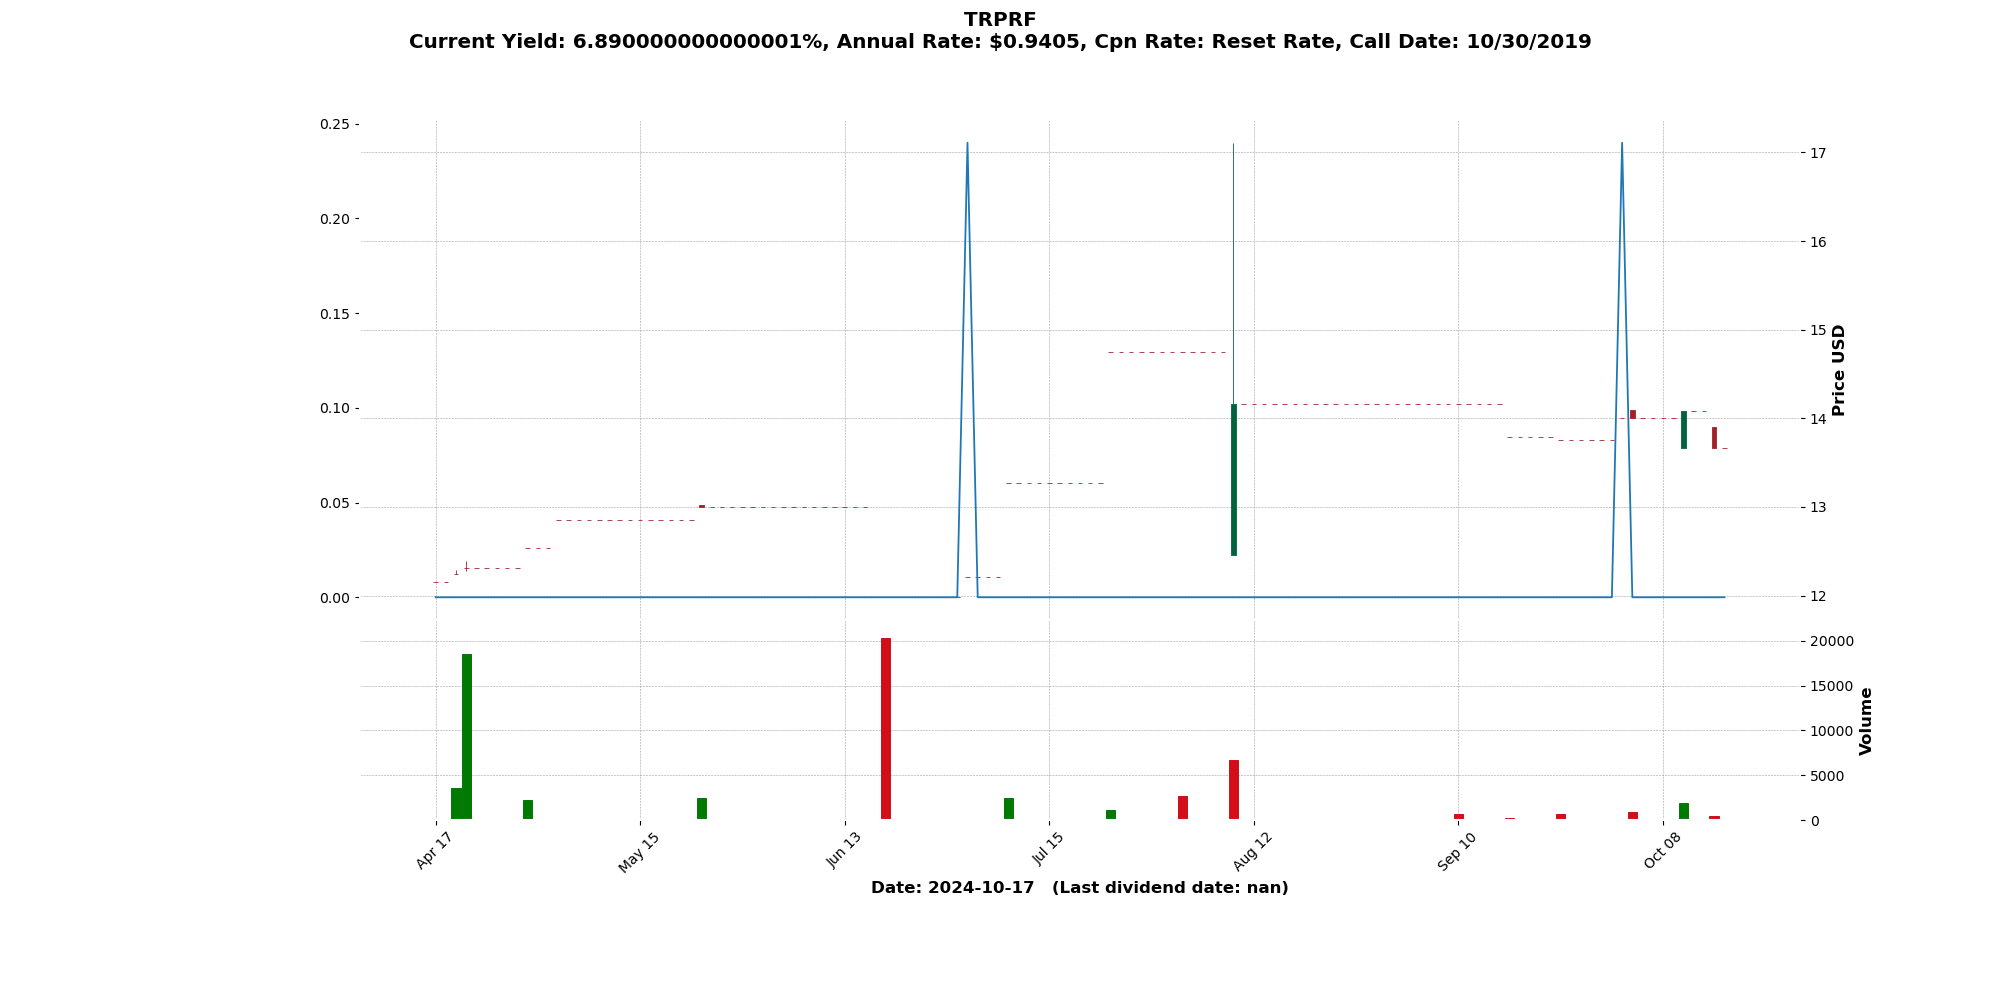 TRPRF
Current Yield: 6.890000000000001%, Annual Rate: $0.9405, Cpn Rate: Reset Rate, Call Date: 10/30/2019
0.25
0.20
0.15
0.10
0.05
0.00
17
16
15
14
13
12
Price USD
20000
15000
10000
5000
0
Volume
Apr 17
May 15
Jun 13
Jul 15
Aug 12
Sep 10
Oct 08
Date: 2024-10-17   (Last dividend date: nan)